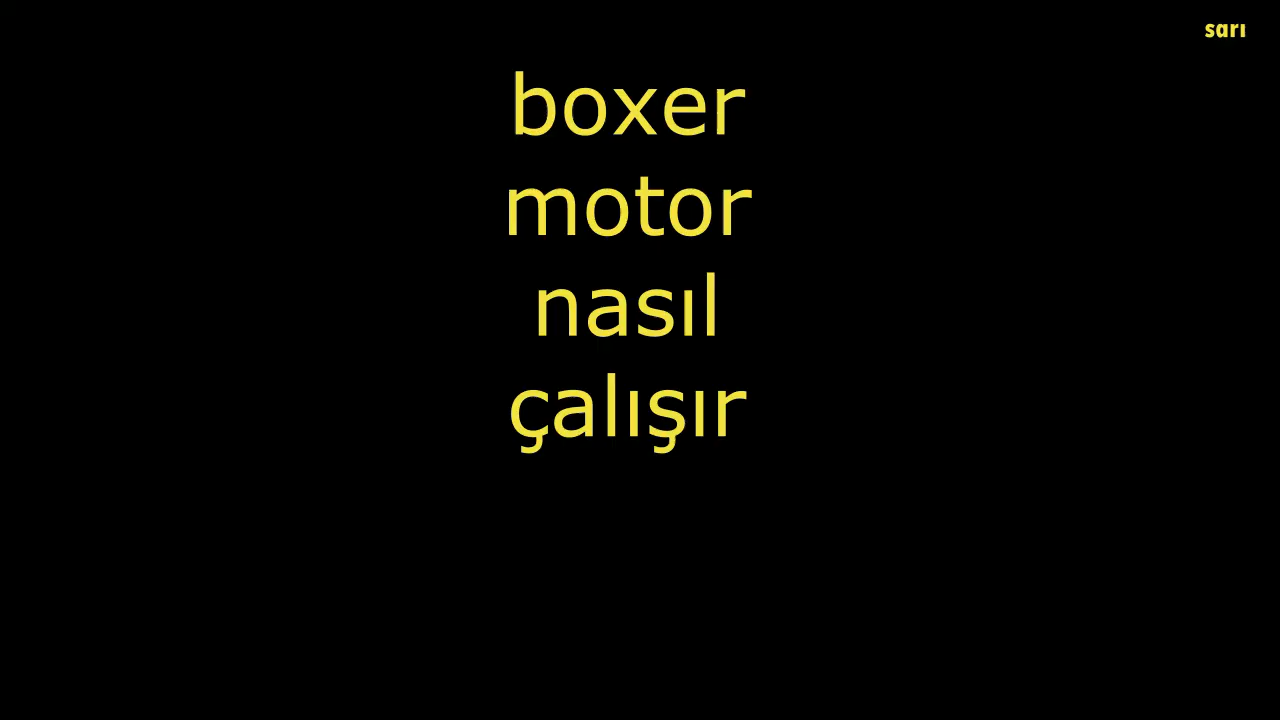 sarı
boxer
motor
nasıl
çalışır